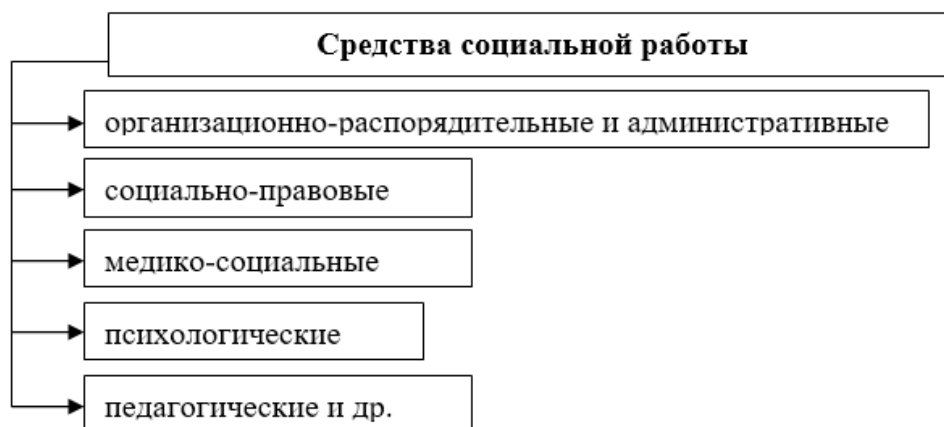 Средства социальной работы
организационно-распорядительные и административные
социально-правовые
медико-социальные
психологические
педагогические и др.